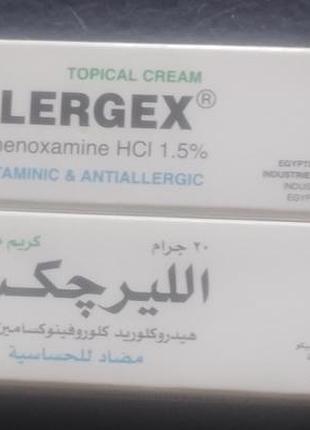 TOPICAL CREAM
LERGEX®
enoxamine HCl 1.5%
TAMINIC & ANTIALLERGIC
EGYPT
INDUSTRIE
INDUS
EGYP
٢٠ جرام
كريم
الليرچك
هيدروكلوريد كلوروفينوكسامين
مضاد للحساسية